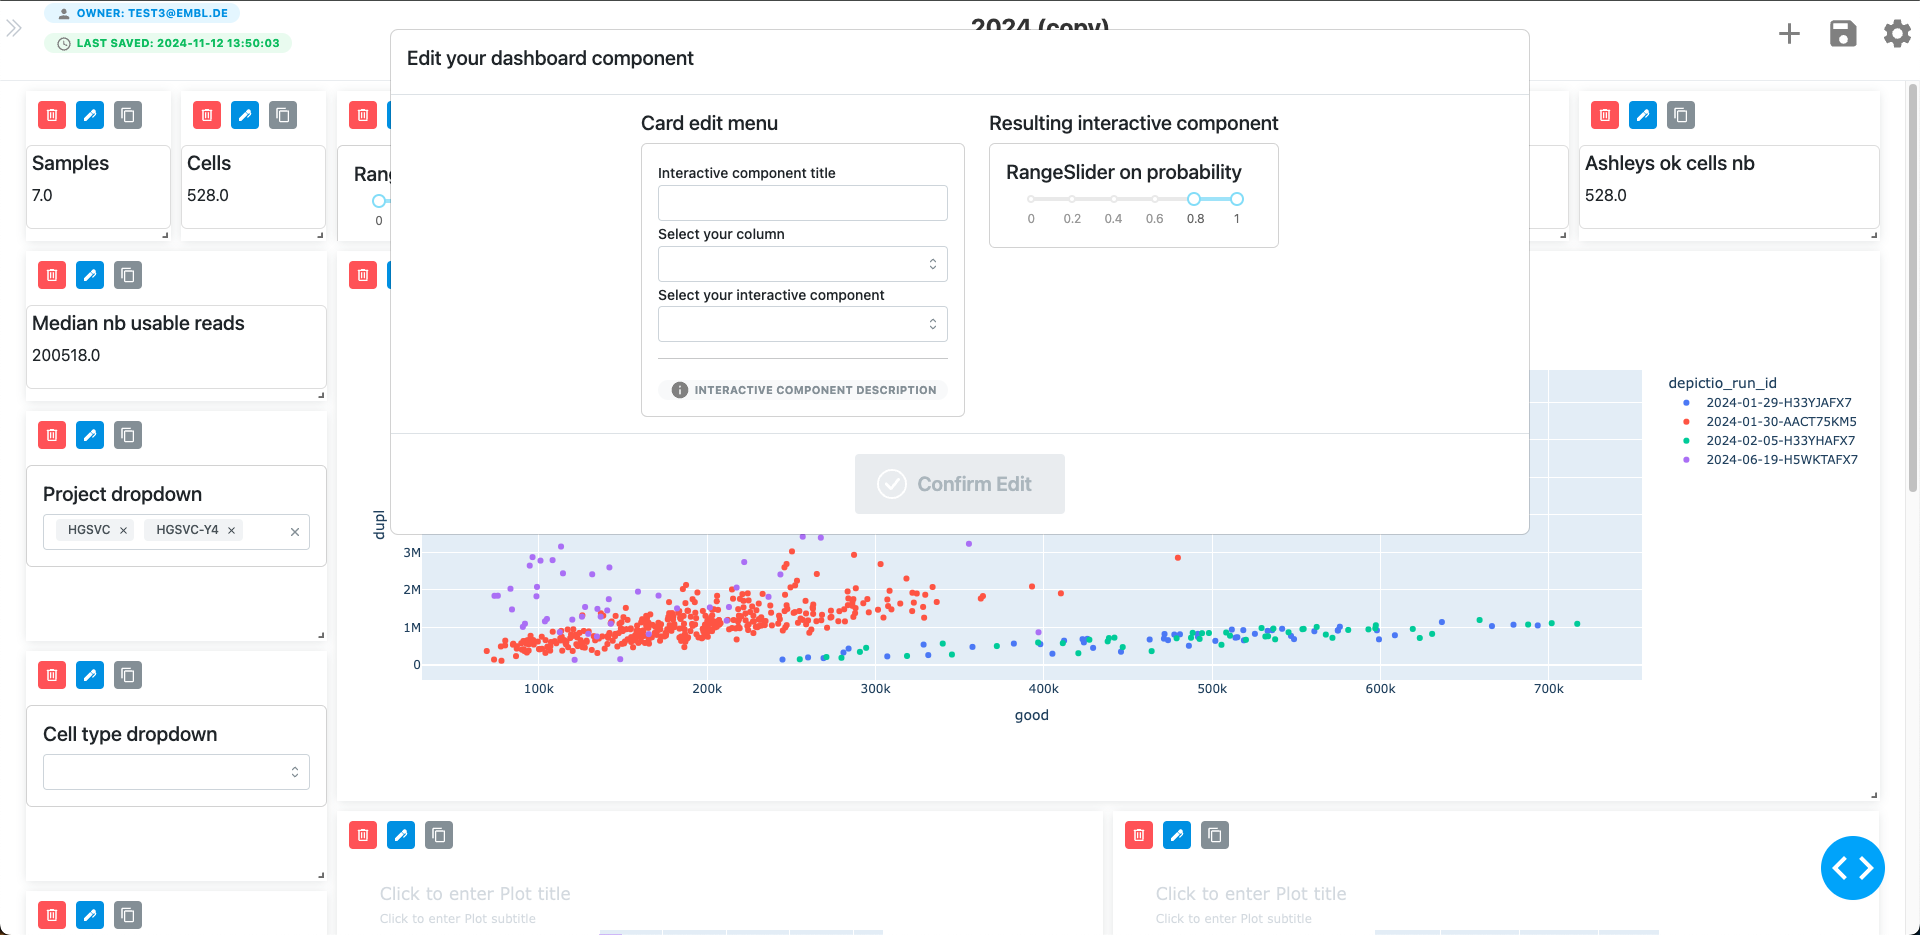 OWNER: TEST3@EMBL.DE
LAST SAVED: 2024-11-12 13:50:03
2024 (copy)
Edit your dashboard component
Samples
7.0
Cells
528.0
Rang
0
Card edit menu
Interactive component title
Select your column
Select your interactive component
INTERACTIVE COMPONENT DESCRIPTION
Resulting interactive component
RangeSlider on probability
0 0.2 0.4 0.6 0.8 1
Confirm Edit
Ashleys ok cells nb
528.0
Median nb usable reads
200518.0
Project dropdown
HGSVC HGSVC-Y4
Cell type dropdown
depictio_run_id
2024-01-29-H33YJAFX7
2024-01-30-AACT75KM5
2024-02-05-H33YHAFX7
2024-06-19-H5WKTAFX7
dupl
3M
2M
1M
0
100k 200k 300k 400k 500k 600k 700k
good
Click to enter Plot title
Click to enter Plot subtitle
Click to enter Plot title
Click to enter Plot subtitle